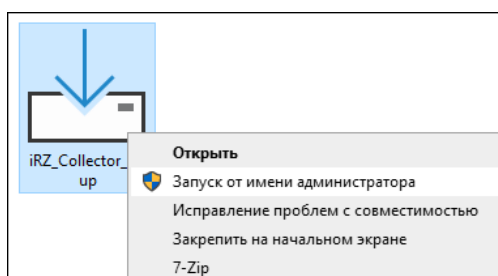 iRZ_Collector_
up
Открыть
Запуск от имени администратора
Исправление проблем с совместимостью
Закрепить на начальном экране
7-Zip